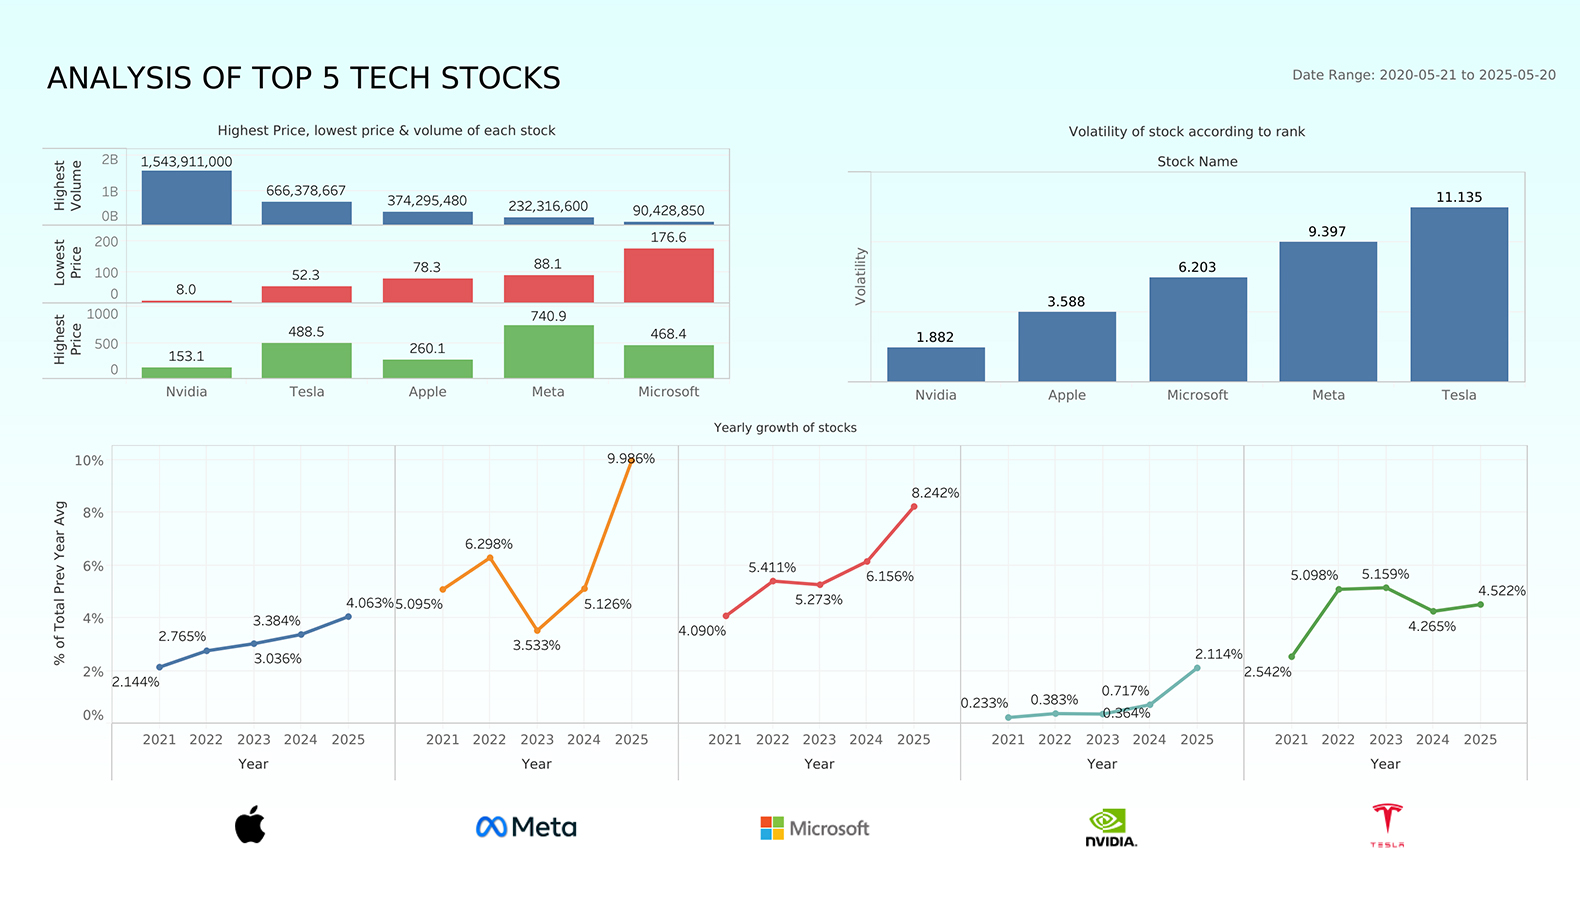 ANALYSIS OF TOP 5 TECH STOCKS
Date Range: 2020-05-21 to 2025-05-20
Highest Price, lowest price & volume of each stock
Highest
Volume
2B
1B
0B
1,543,911,000
666,378,667
374,295,480
232,316,600
90,428,850
Lowest
Price
200
100
0
8.0
52.3
78.3
88.1
176.6
Highest
Price
1000
500
0
153.1
488.5
260.1
740.9
468.4
Nvidia Tesla Apple Meta Microsoft
Volatility of stock according to rank
Stock Name
Volatility
1.882
3.588
6.203
9.397
11.135
Nvidia Apple Microsoft Meta Tesla
Yearly growth of stocks
% of Total Prev Year Avg
10%
8%
6%
4%
2%
0%
2.144%
2.765%
3.036%
3.384%
4.063%
5.095%
6.298%
3.533%
5.126%
9.986%
4.090%
5.411%
5.273%
6.156%
8.242%
0.233%
0.383%
0.364%
0.717%
2.114%
2.542%
5.098%
5.159%
4.265%
4.522%
2021 2022 2023 2024 2025 2021 2022 2023 2024 2025 2021 2022 2023 2024 2025 2021 2022 2023 2024 2025 2021 2022 2023 2024 2025
Year Year Year Year Year
Meta Microsoft NVIDIA. TESLA